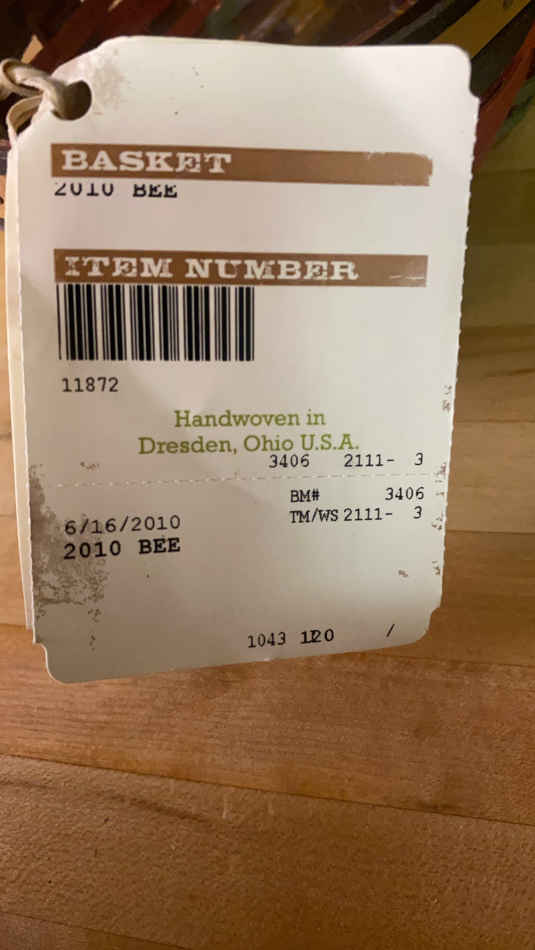 BASKET
2010 BEE
ITEM NUMBER
11872
Handwoven in
Dresden, Ohio U.S.A.
3406 2111- 3
BM# 3406
6/16/2010 TM/WS 2111- 3
2010 BEE
1043 /